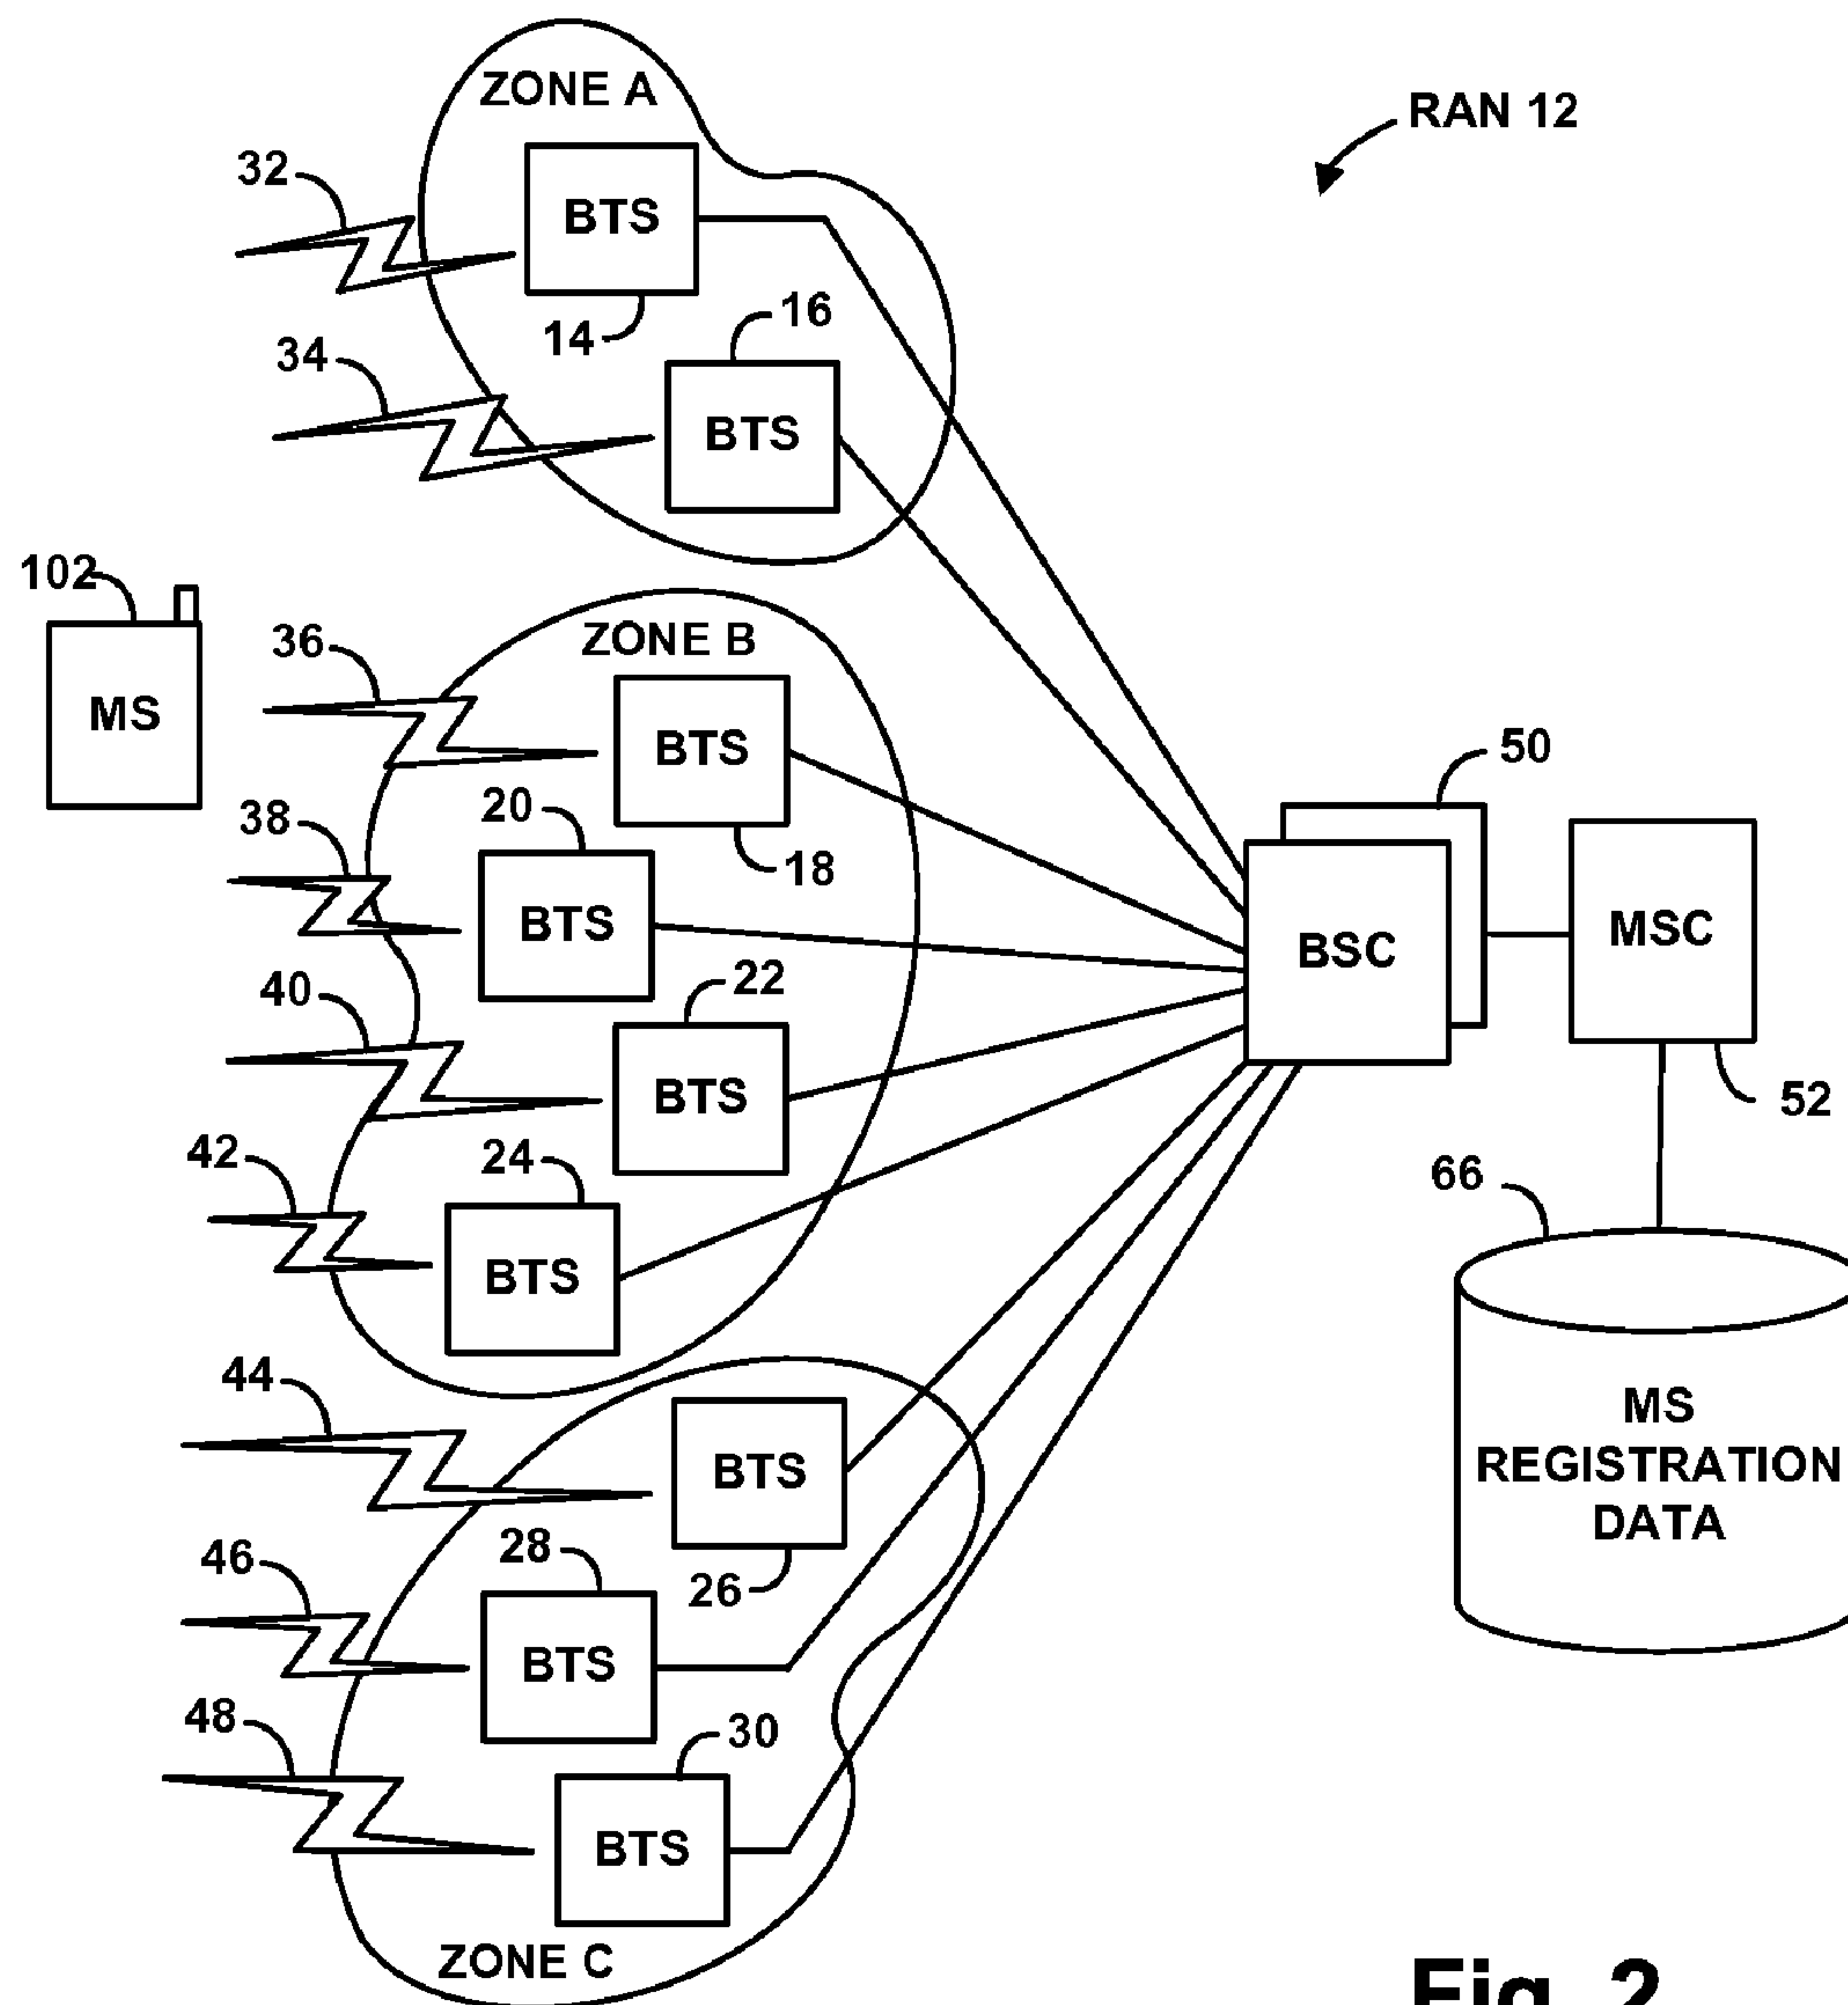 ZONE A
RAN 12
32
BTS
14
16
34
BTS
102
MS
36
ZONE B
BTS
18
38
20
BTS
50
BSC
MSC
52
40
22
BTS
42
24
BTS
66
MS
REGISTRATION
DATA
44
BTS
26
46
28
BTS
48
30
BTS
ZONE C
Fig. 2